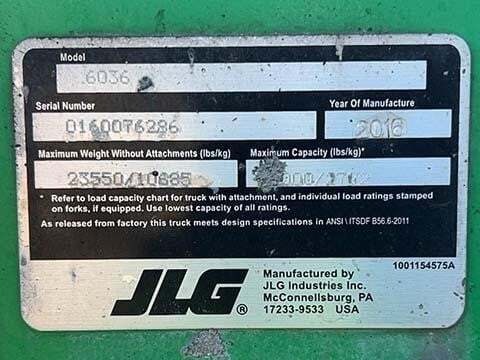 Model
6036
Serial Number
0160076286
Year Of Manufacture
2016
Maximum Weight Without Attachments (lbs/kg)
Maximum Capacity (lbs/kg)*
23550/10685
* Refer to load capacity chart for truck with attachment, and individual load ratings stamped
on forks, if equipped. Use lowest capacity of all ratings.
As released from factory this truck meets design specifications in ANSI \ ITSDF B56.6-2011
JLG®
Manufactured by
JLG Industries Inc.
McConnellsburg, PA
17233-9533 USA
1001154575A